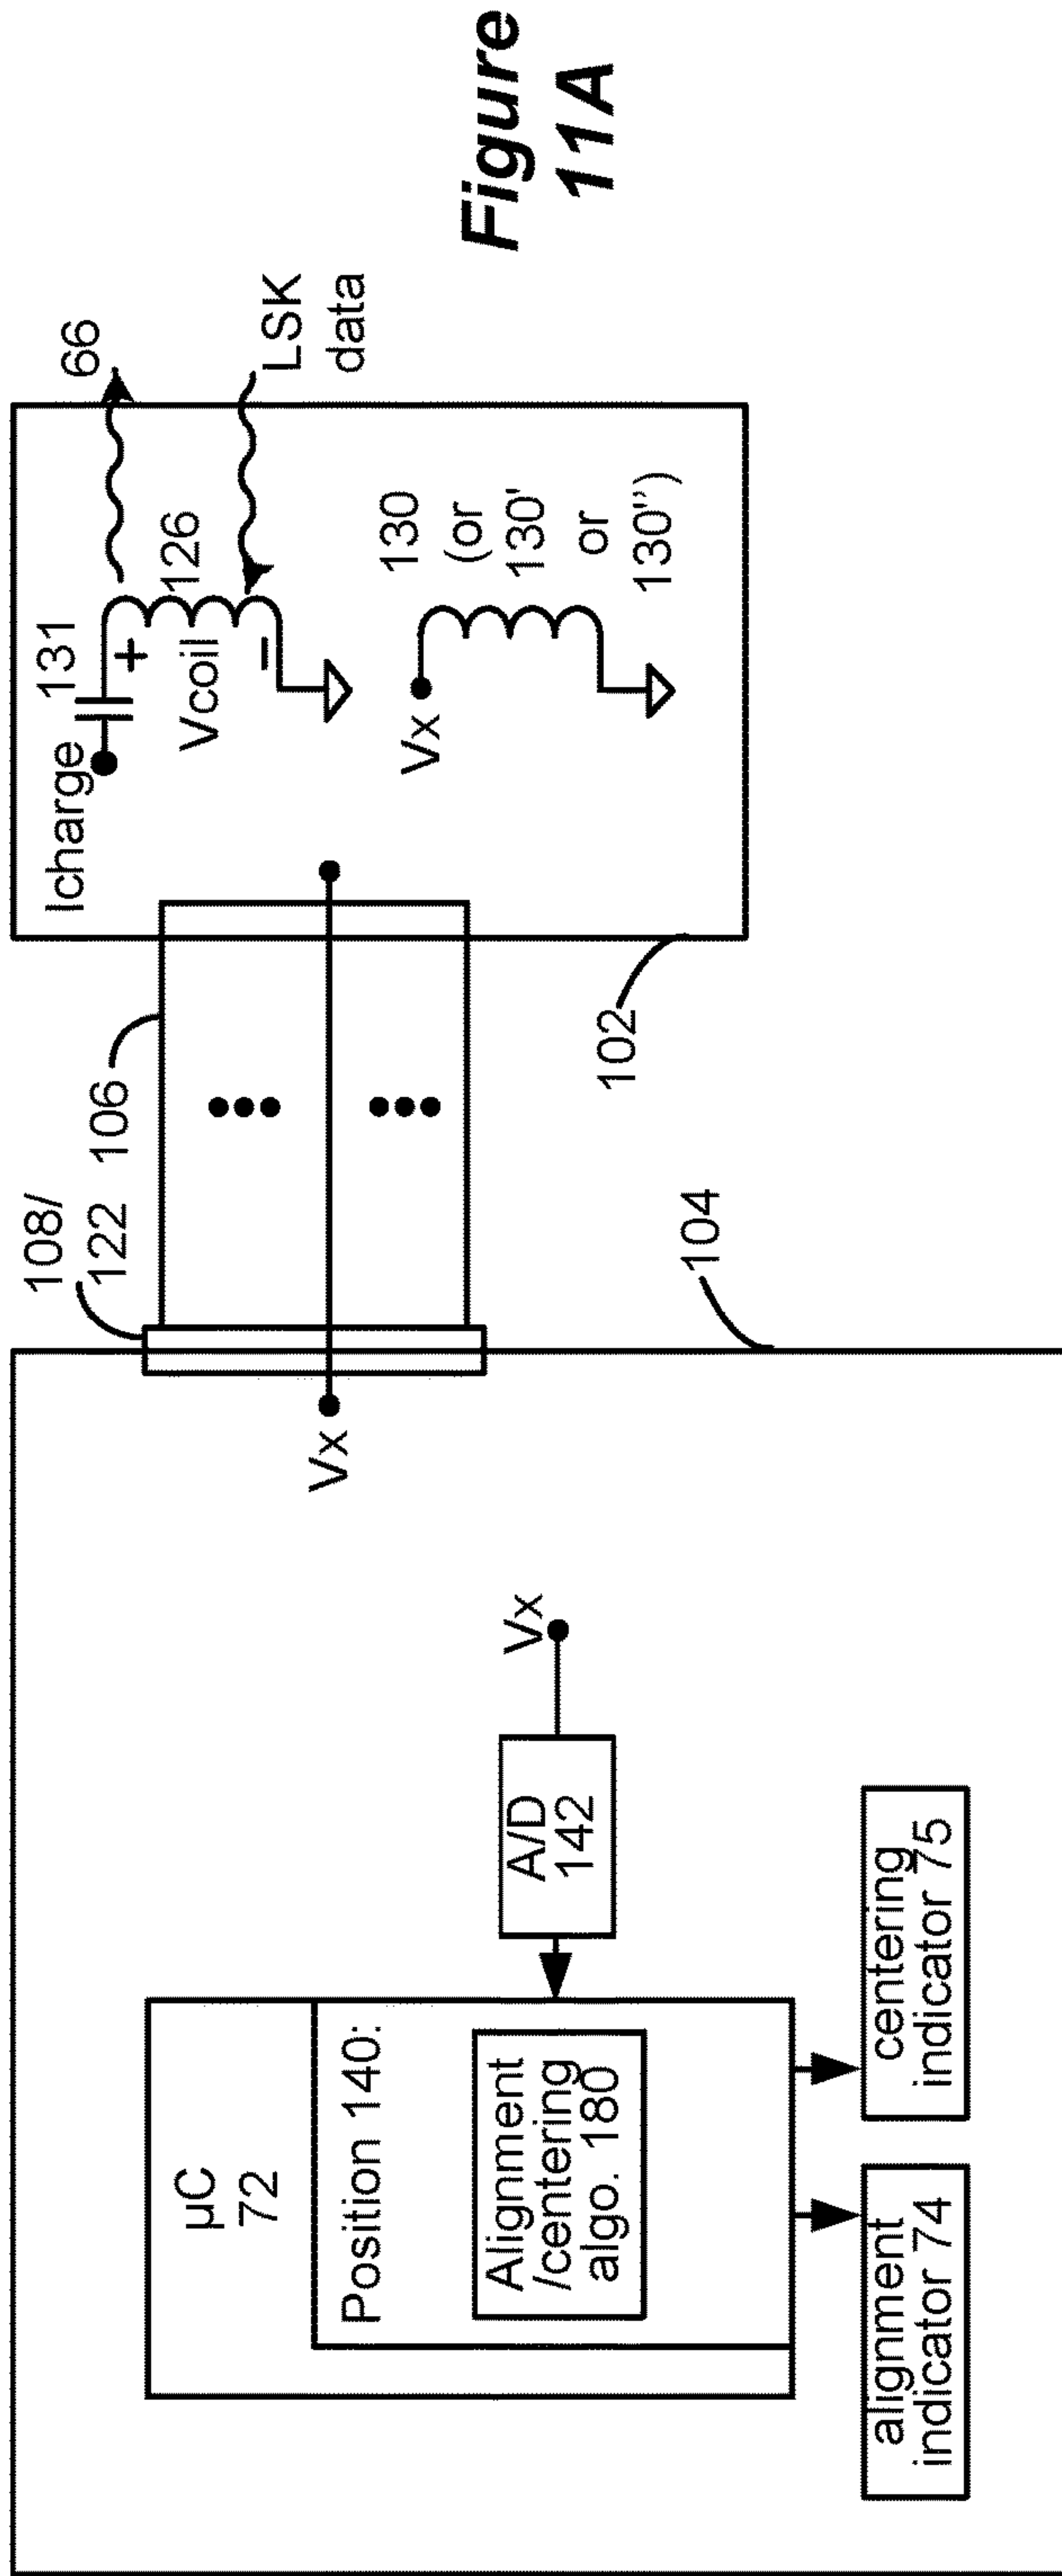 108/
122
106
Icharge
131
+
Vcoil
–
126
66
LSK
data
Vx
130
(or
130'
or
130")
102
Vx
104
µC
72
Position 140:
Alignment
/centering
algo. 180
A/D
142
Vx
alignment
indicator 74
centering
indicator 75
Figure
11A